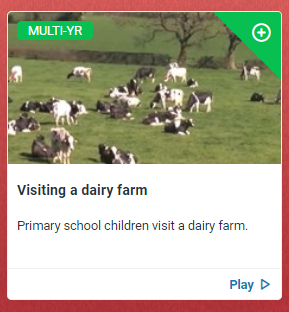 MULTI-YR
Visiting a dairy farm
Primary school children visit a dairy farm.
Play